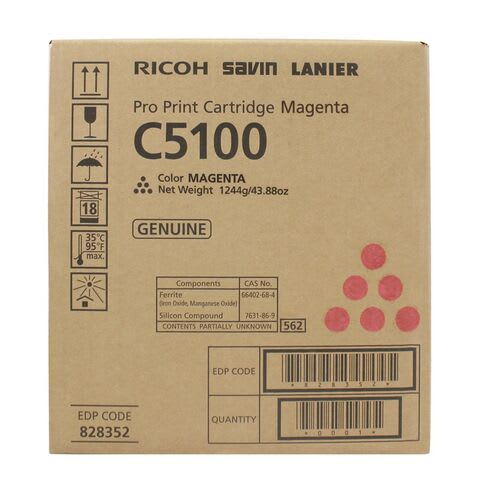 RICOH savin LANIER
Pro Print Cartridge Magenta
C5100
Color MAGENTA
Net Weight 1244g/43.88oz
GENUINE
18
35°C
95°F
max.
Components CAS No.
Ferrite 66402-68-4
(Iron Oxide, Manganese Oxide)
Silicon Compound 7631-86-9
CONTENTS PARTIALLY UNKNOWN 562
EDP CODE
*828352*
QUANTITY
*0001*
EDP CODE
828352